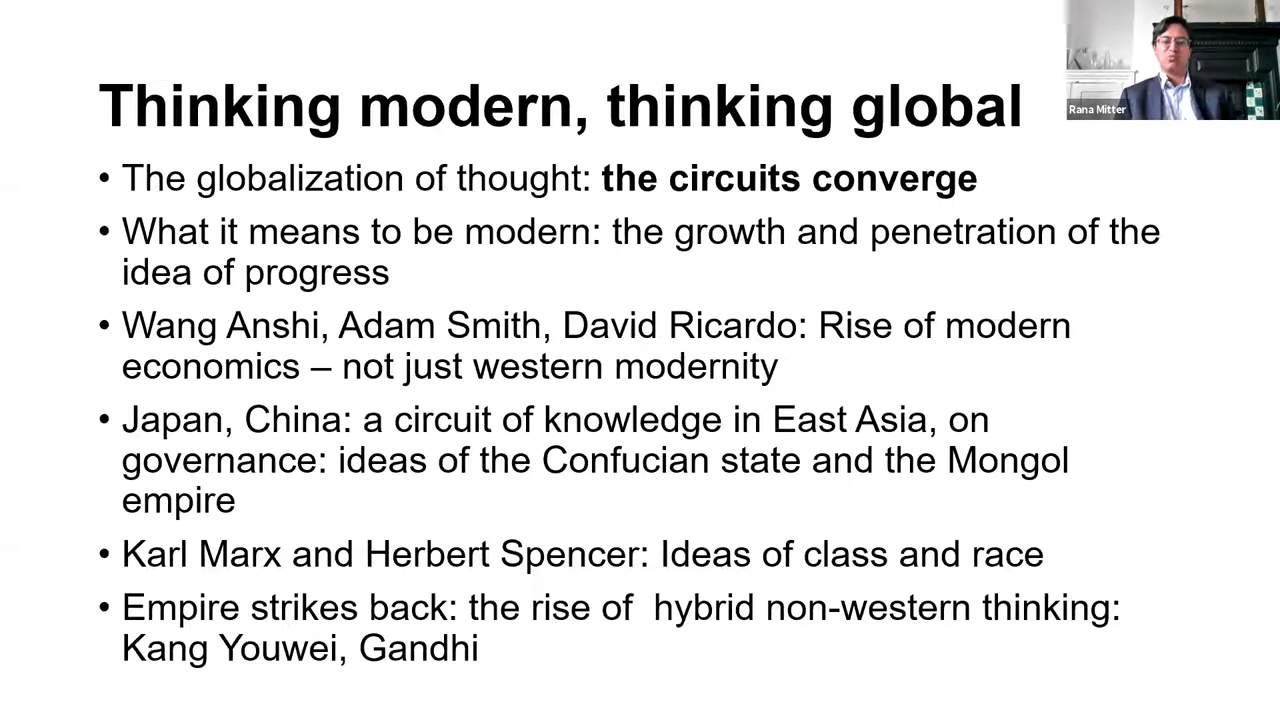 Thinking modern, thinking global
Rana Mitter
• The globalization of thought: the circuits converge
• What it means to be modern: the growth and penetration of the
idea of progress
• Wang Anshi, Adam Smith, David Ricardo: Rise of modern
economics – not just western modernity
• Japan, China: a circuit of knowledge in East Asia, on
governance: ideas of the Confucian state and the Mongol
empire
• Karl Marx and Herbert Spencer: Ideas of class and race
• Empire strikes back: the rise of  hybrid non-western thinking:
Kang Youwei, Gandhi